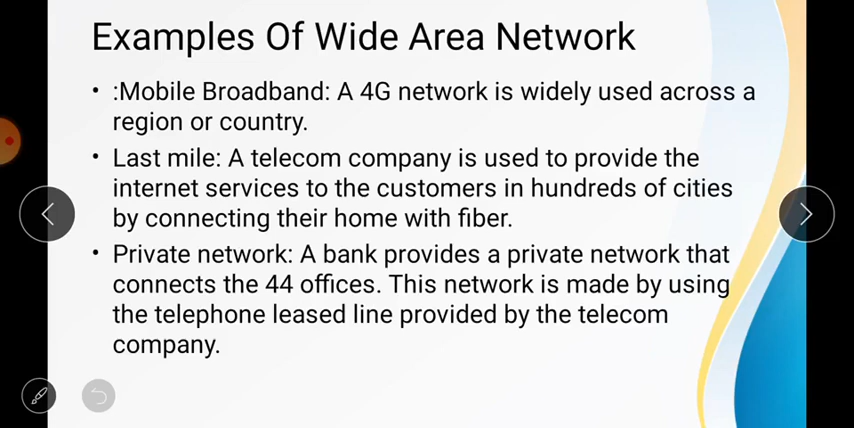 Examples Of Wide Area Network
• :Mobile Broadband: A 4G network is widely used across a
region or country.
• Last mile: A telecom company is used to provide the
internet services to the customers in hundreds of cities
by connecting their home with fiber.
• Private network: A bank provides a private network that
connects the 44 offices. This network is made by using
the telephone leased line provided by the telecom
company.